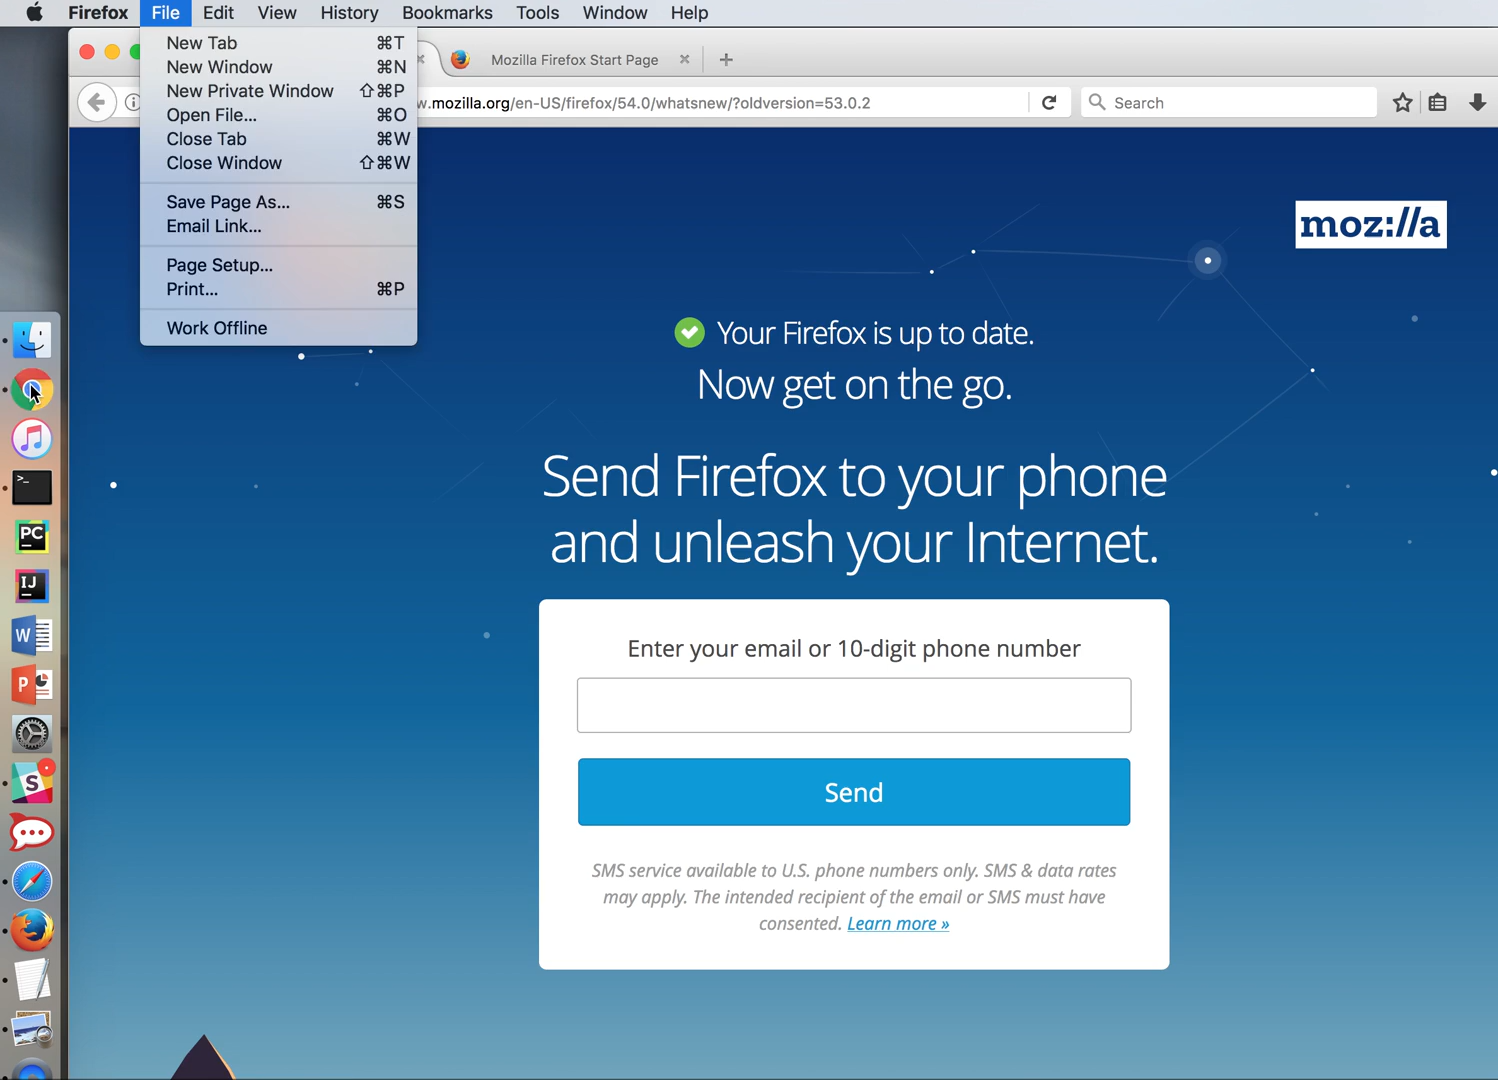 Firefox File Edit View History Bookmarks Tools Window Help
New Tab ⌘T
New Window ⌘N
New Private Window ⇧⌘P
Open File... ⌘O
Close Tab ⌘W
Close Window ⇧⌘W
Save Page As... ⌘S
Email Link...
Page Setup...
Print... ⌘P
Work Offline
Mozilla Firefox Start Page
w.mozilla.org/en-US/firefox/54.0/whatsnew/?oldversion=53.0.2
Search
moz://a
Your Firefox is up to date.
Now get on the go.
Send Firefox to your phone
and unleash your Internet.
Enter your email or 10-digit phone number
Send
SMS service available to U.S. phone numbers only. SMS & data rates
may apply. The intended recipient of the email or SMS must have
consented. Learn more »
>_
PC
IJ
W
P
S